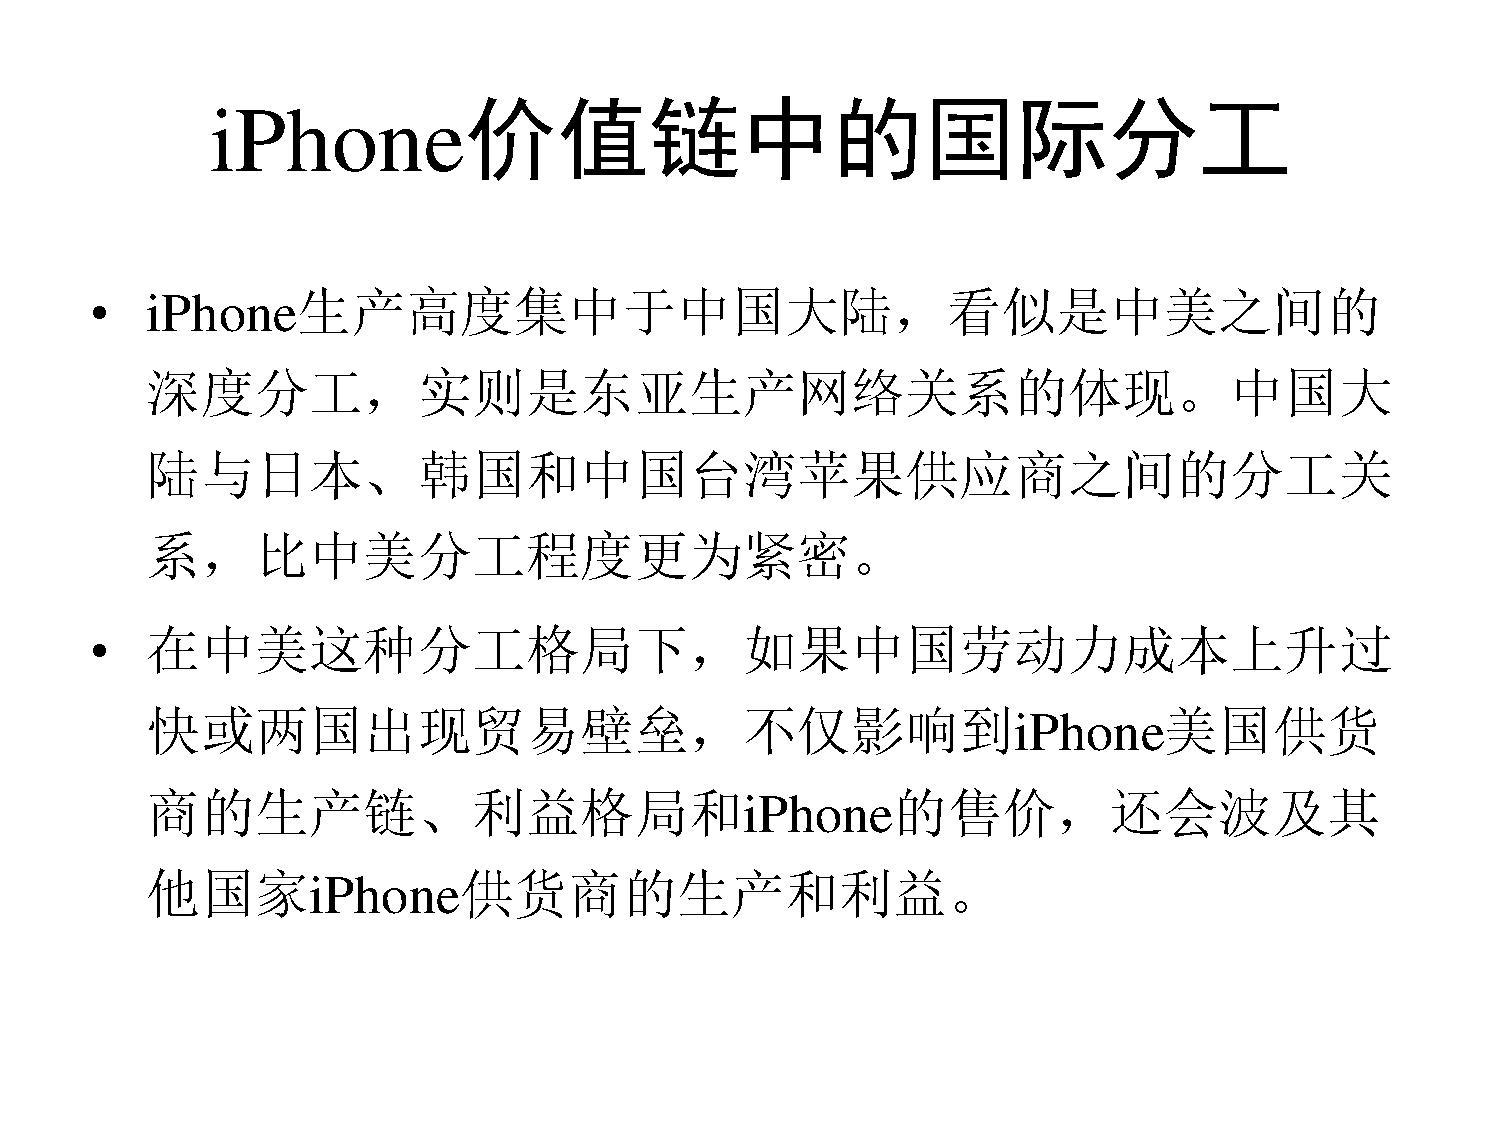 iPhone价值链中的国际分工
• iPhone生产高度集中于中国大陆，看似是中美之间的
深度分工，实则是东亚生产网络关系的体现。中国大
陆与日本、韩国和中国台湾苹果供应商之间的分工关
系，比中美分工程度更为紧密。
• 在中美这种分工格局下，如果中国劳动力成本上升过
快或两国出现贸易壁垒，不仅影响到iPhone美国供货
商的生产链、利益格局和iPhone的售价，还会波及其
他国家iPhone供货商的生产和利益。